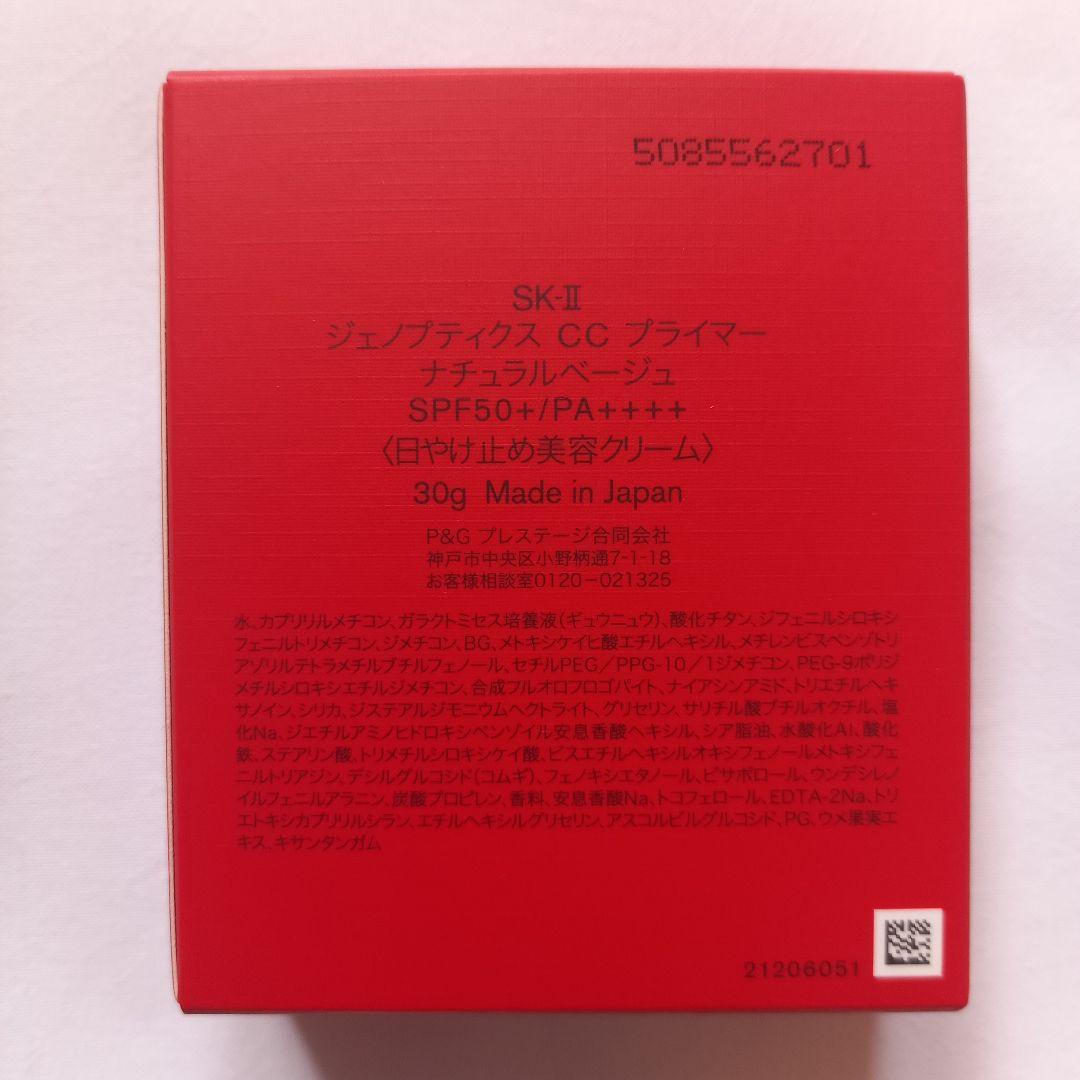 5085562701
SK-Ⅱ
ジェノプティクス CC プライマー
ナチュラルベージュ
SPF50+/PA++++
〈日やけ止め美容クリーム〉
30g Made in Japan
P&G プレステージ合同会社
神戸市中央区小野柄通7-1-18
お客様相談室0120-021325
水、カプリリルメチコン、ガラクトミセス培養液(ギュウニュウ)、酸化チタン、ジフェニルシロキシ
フェニルトリメチコン、ジメチコン、BG、メトキシケイヒ酸エチルヘキシル、メチレンビスベンゾトリ
アゾリルテトラメチルブチルフェノール、セチルPEG/PPG-10/1ジメチコン、PEG-9ポリジ
メチルシロキシエチルジメチコン、合成フルオロフロゴパイト、ナイアシンアミド、トリエチルヘキ
サノイン、シリカ、ジステアルジモニウムヘクトライト、グリセリン、サリチル酸ブチルオクチル、塩
化Na、ジエチルアミノヒドロキシベンゾイル安息香酸ヘキシル、シア脂油、水酸化Al、酸化
鉄、ステアリン酸、トリメチルシロキシケイ酸、ビスエチルヘキシルオキシフェノールメトキシフェ
ニルトリアジン、デシルグルコシド(コムギ)、フェノキシエタノール、ビサボロール、ウンデシレノ
イルフェニルアラニン、炭酸プロピレン、香料、安息香酸Na、トコフェロール、EDTA-2Na、トリ
エトキシカプリリルシラン、エチルヘキシルグリセリン、アスコルビルグルコシド、PG、ウメ果実エ
キス、キサンタンガム
21206051